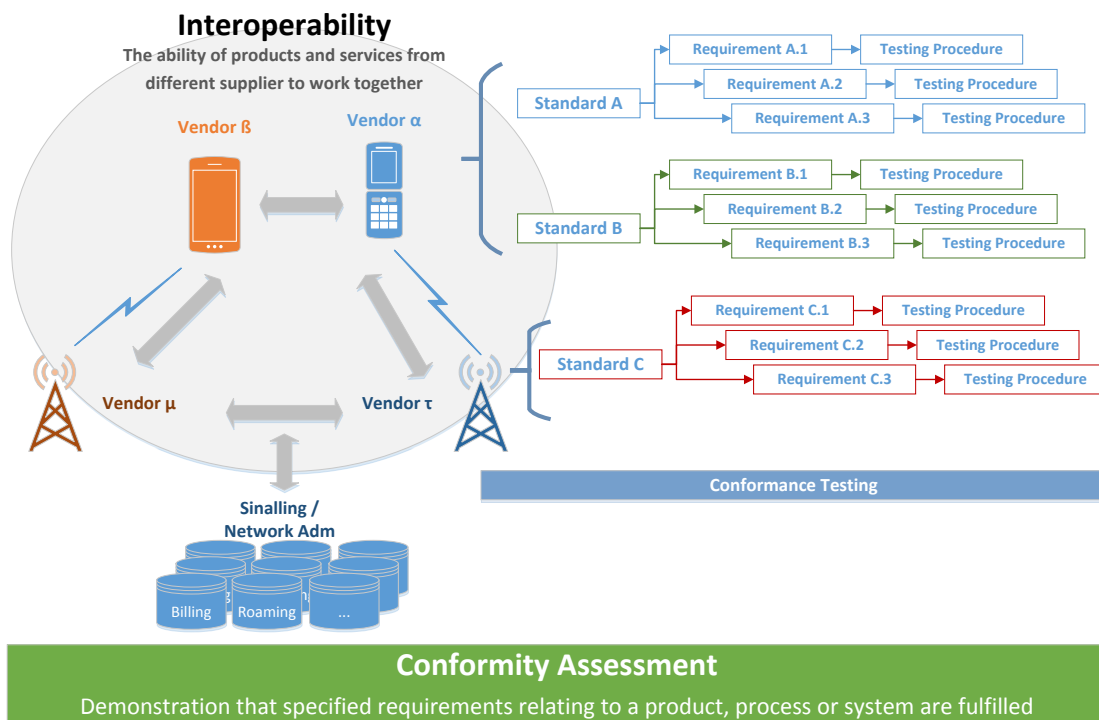 Interoperability
The ability of products and services from
different supplier to work together
Vendor ß
Vendor α
Vendor µ
Vendor τ
Sinalling /
Network Adm
Billing
Roaming
...
Standard A
Requirement A.1
Testing Procedure
Requirement A.2
Testing Procedure
Requirement A.3
Testing Procedure
Standard B
Requirement B.1
Testing Procedure
Requirement B.2
Testing Procedure
Requirement B.3
Testing Procedure
Standard C
Requirement C.1
Testing Procedure
Requirement C.2
Testing Procedure
Requirement C.3
Testing Procedure
Conformance Testing
Conformity Assessment
Demonstration that specified requirements relating to a product, process or system are fulfilled